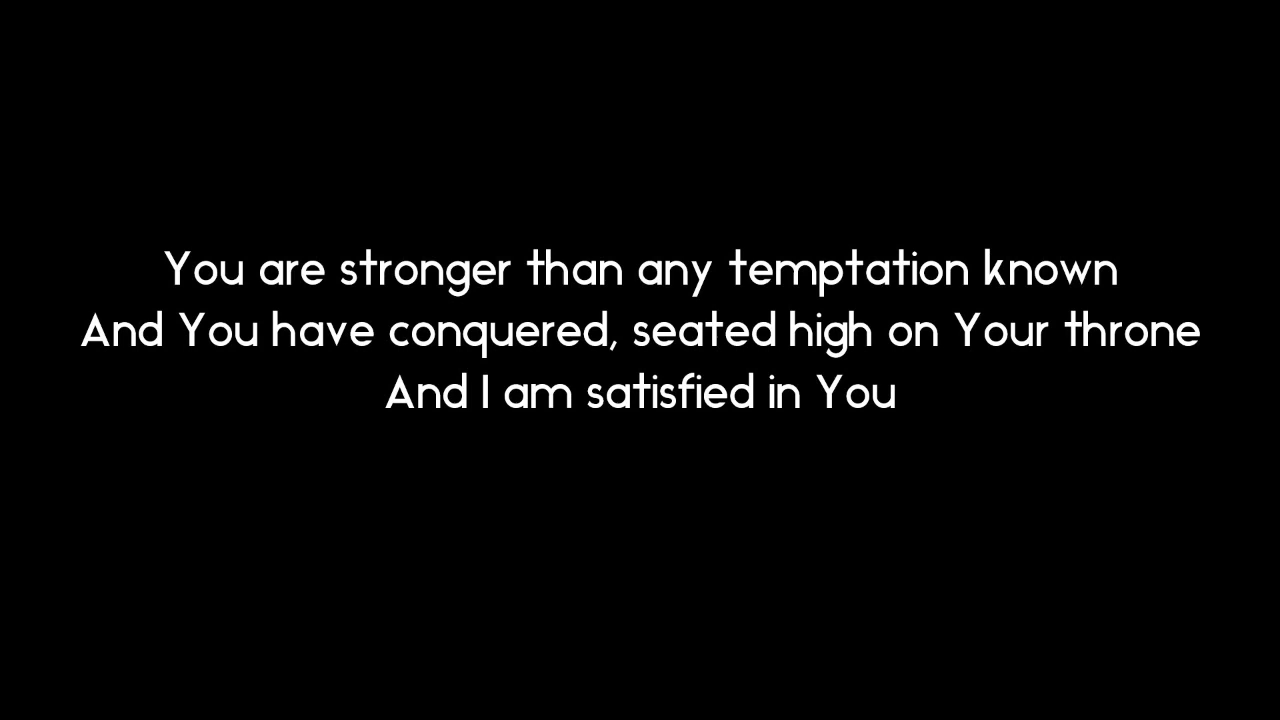 You are stronger than any temptation known
And You have conquered, seated high on Your throne
And I am satisfied in You